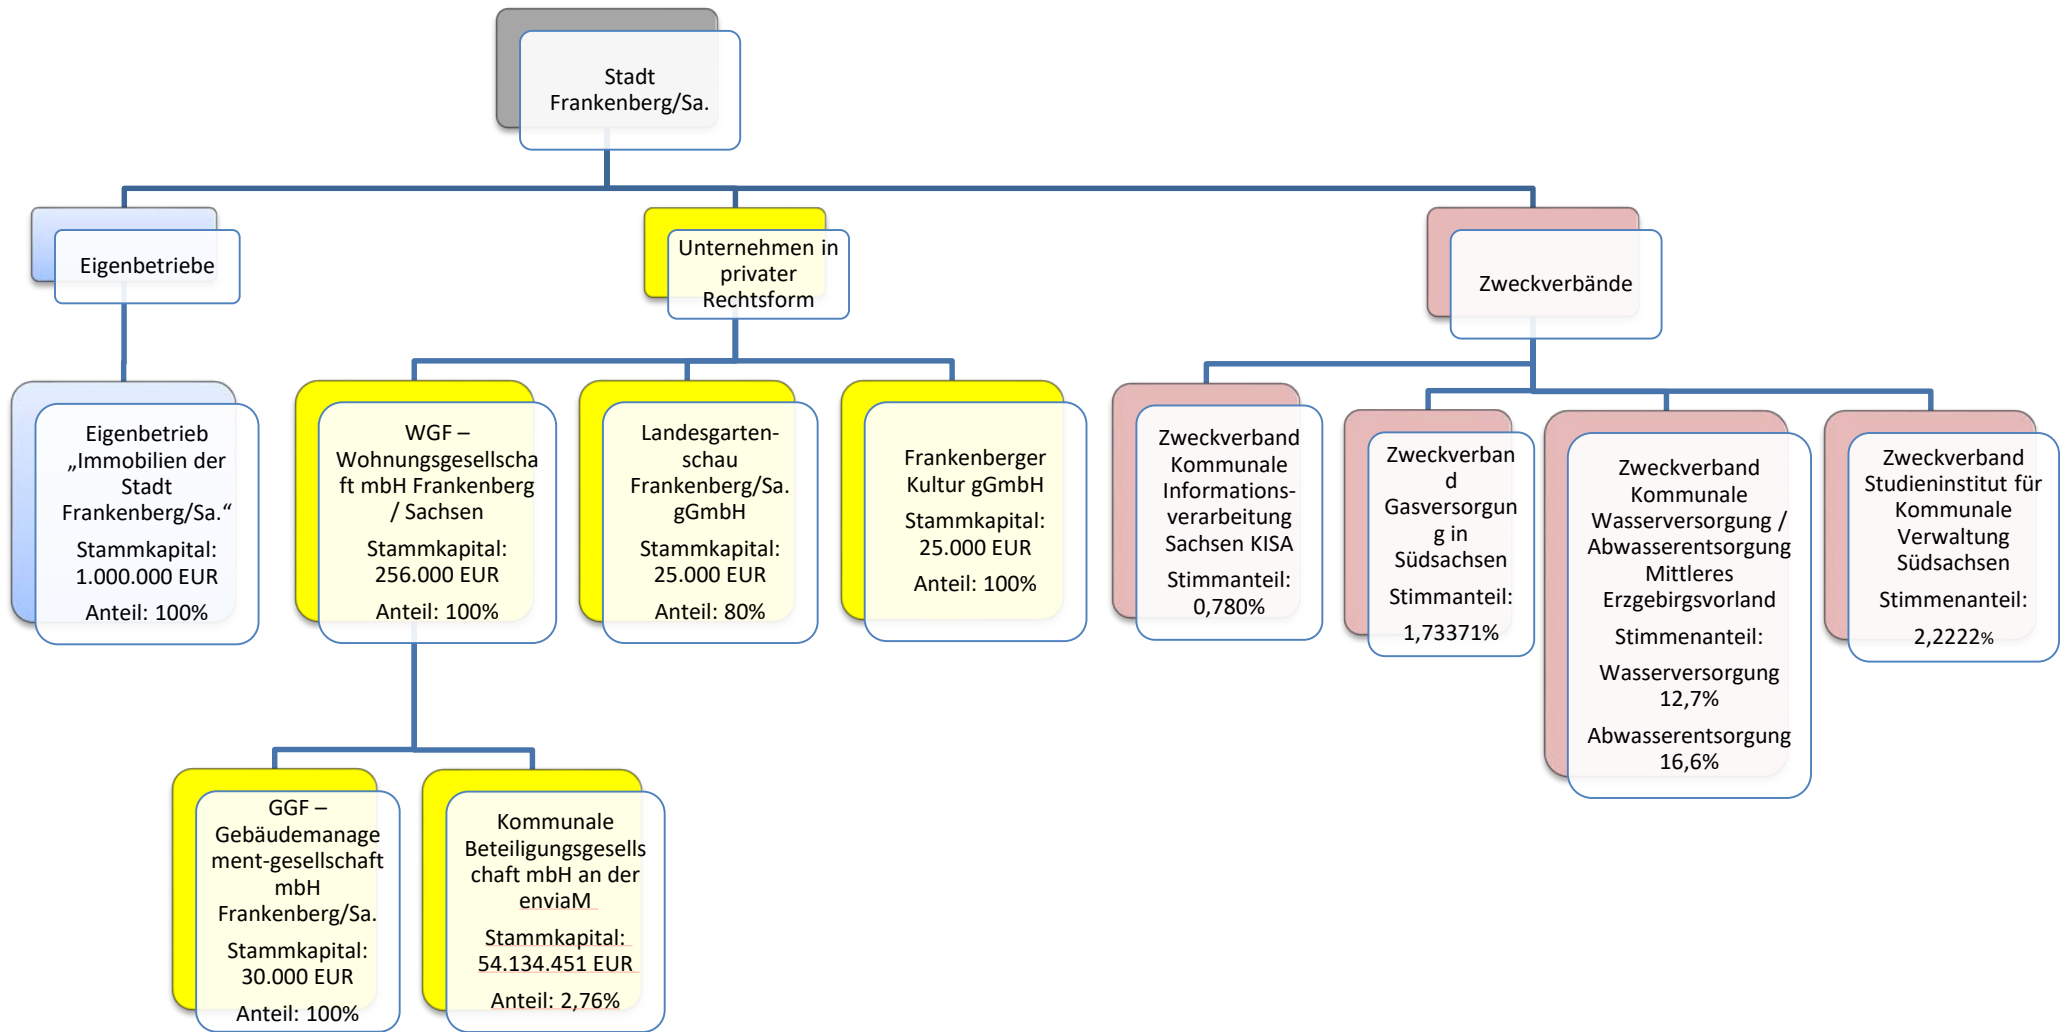 Stadt
Frankenberg/Sa.
Eigenbetriebe
Unternehmen in
privater
Rechtsform
Zweckverbände
Eigenbetrieb
„Immobilien der
Stadt
Frankenberg/Sa.“
Stammkapital:
1.000.000 EUR
Anteil: 100%
WGF –
Wohnungsgesellscha
ft mbH Frankenberg
/ Sachsen
Stammkapital:
256.000 EUR
Anteil: 100%
Landesgarten-
schau
Frankenberg/Sa.
gGmbH
Stammkapital:
25.000 EUR
Anteil: 80%
Frankenberger
Kultur gGmbH
Stammkapital:
25.000 EUR
Anteil: 100%
Zweckverband
Kommunale
Informations-
verarbeitung
Sachsen KISA
Stimmanteil:
0,780%
Zweckverban
d
Gasversorgun
g in
Südsachsen
Stimmanteil:
1,73371%
Zweckverband
Kommunale
Wasserversorgung /
Abwasserentsorgung
Mittleres
Erzgebirgsvorland
Stimmenanteil:
Wasserversorgung
12,7%
Abwasserentsorgung
16,6%
Zweckverband
Studieninstitut für
Kommunale
Verwaltung
Südsachsen
Stimmenanteil:
2,2222%
GGF –
Gebäudemanage
ment-gesellschaft
mbH
Frankenberg/Sa.
Stammkapital:
30.000 EUR
Anteil: 100%
Kommunale
Beteiligungsgesells
chaft mbH an der
enviaM
Stammkapital:
54.134.451 EUR
Anteil: 2,76%